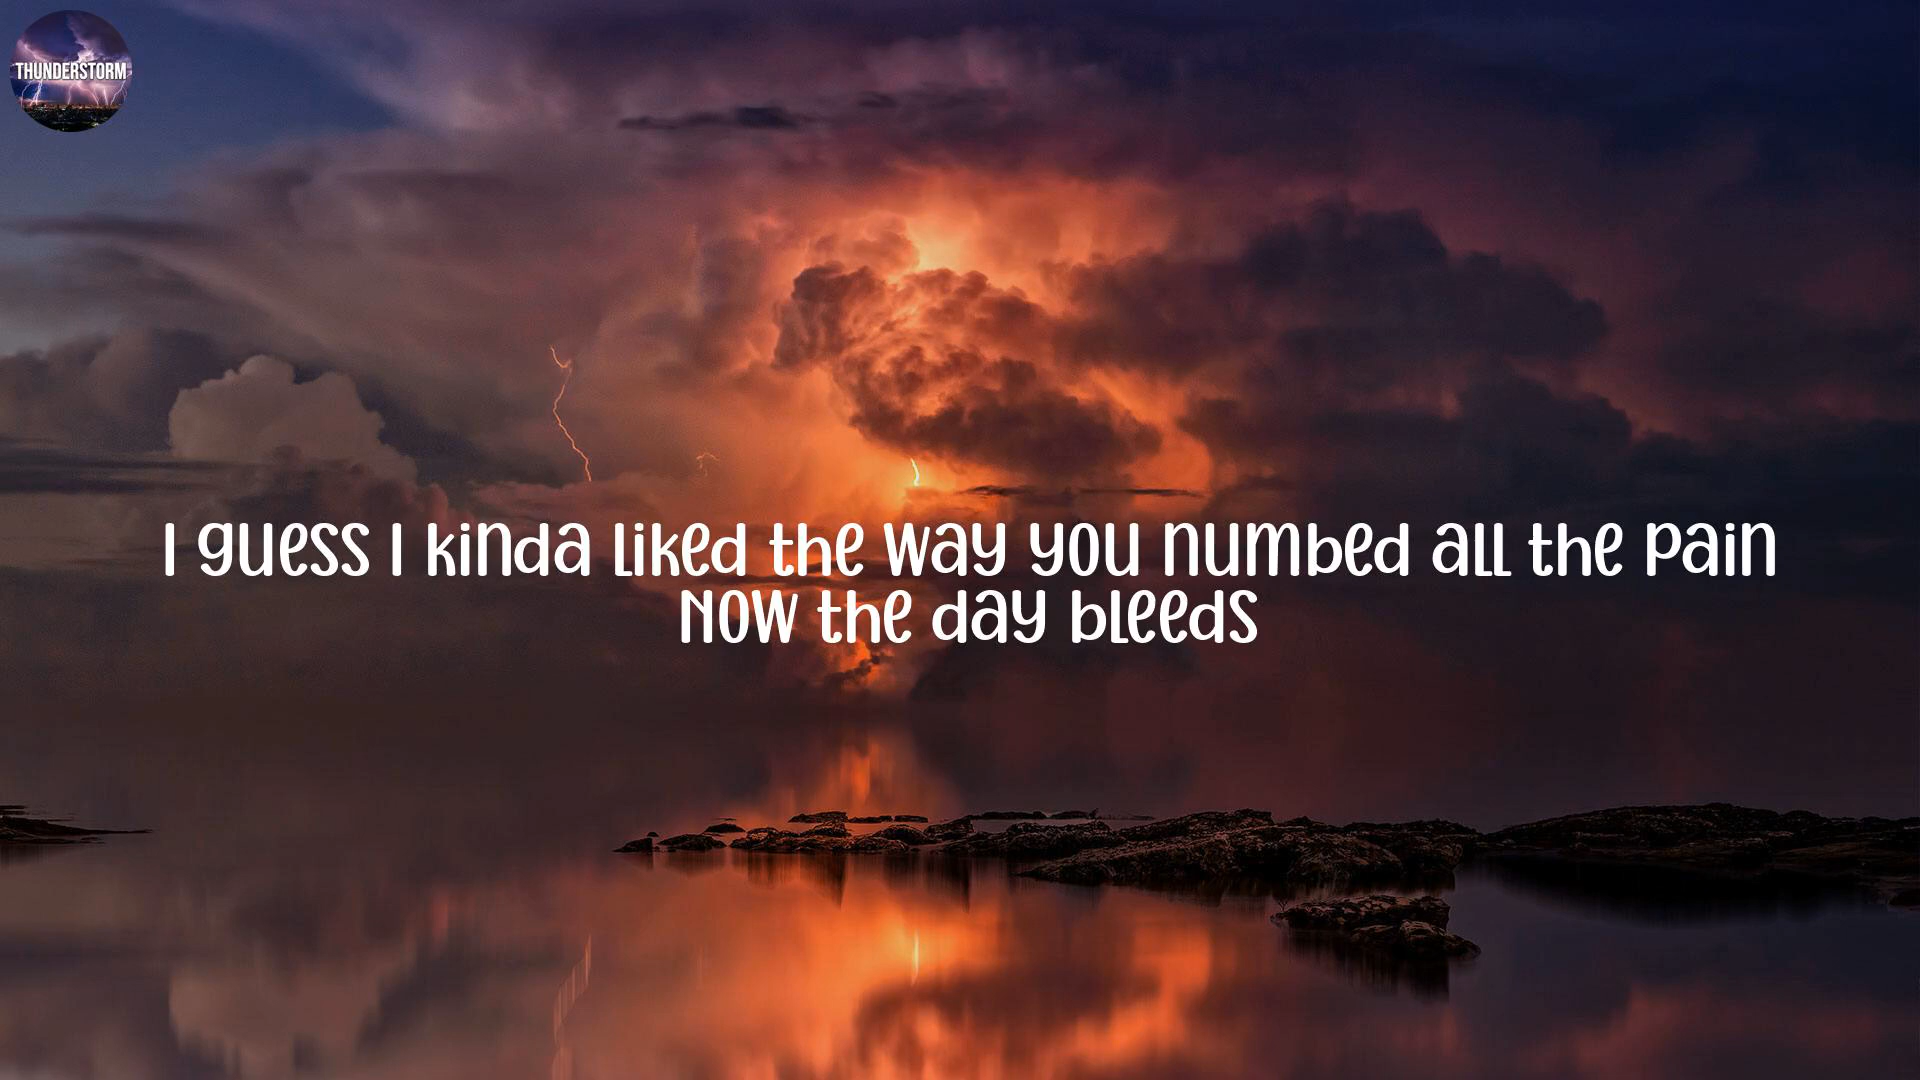 THUNDERSTORM
I guess I kinda liked the way you numbed all the pain
Now the day bleeds